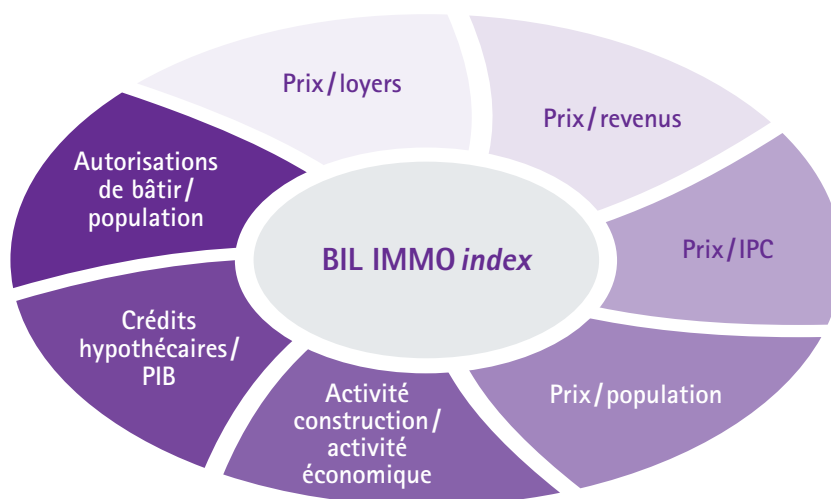 Prix / loyers
Prix / revenus
Prix / IPC
Prix / population
Activité
construction /
activité
économique
Crédits
hypothécaires /
PIB
Autorisations
de bâtir /
population
BIL IMMO index